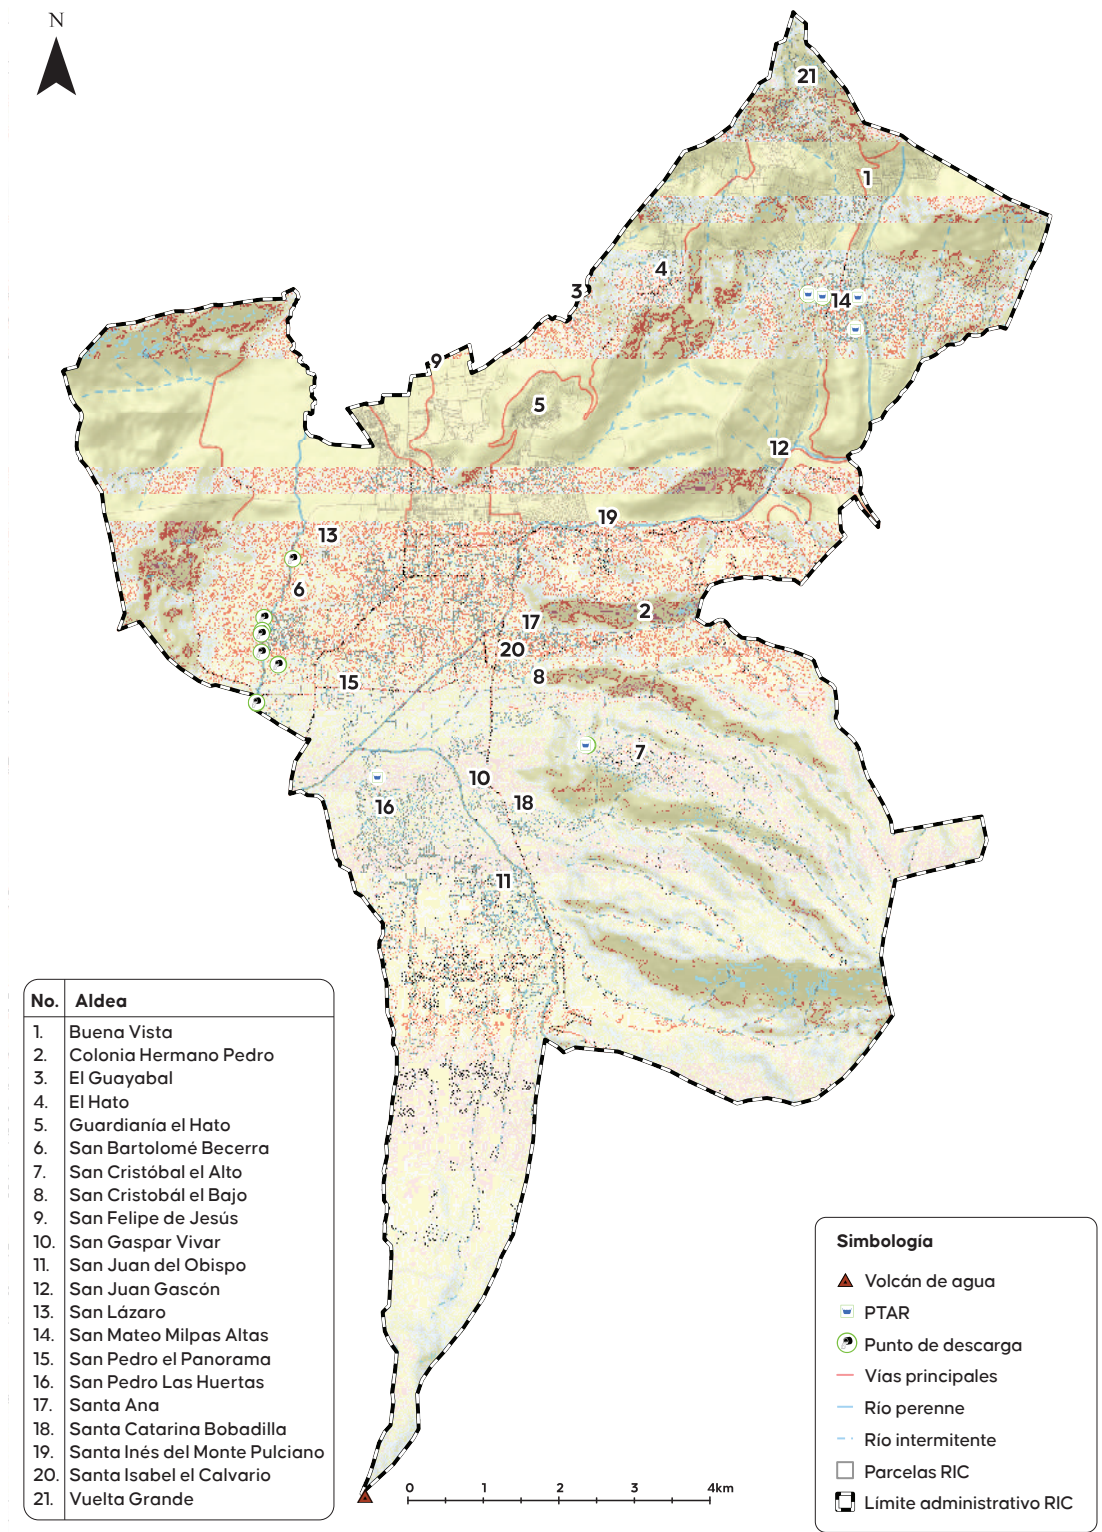 N
21
1
4
3
14
9
5
12
19
13
6
2
17
20
8
15
7
10
16
18
11
No. Aldea
1. Buena Vista
2. Colonia Hermano Pedro
3. El Guayabal
4. El Hato
5. Guardianía el Hato
6. San Bartolomé Becerra
7. San Cristóbal el Alto
8. San Cristobál el Bajo
9. San Felipe de Jesús
10. San Gaspar Vivar
11. San Juan del Obispo
12. San Juan Gascón
13. San Lázaro
14. San Mateo Milpas Altas
15. San Pedro el Panorama
16. San Pedro Las Huertas
17. Santa Ana
18. Santa Catarina Bobadilla
19. Santa Inés del Monte Pulciano
20. Santa Isabel el Calvario
21. Vuelta Grande
0 1 2 3 4km
Simbología
Volcán de agua
PTAR
Punto de descarga
Vías principales
Río perenne
Río intermitente
Parcelas RIC
Límite administrativo RIC